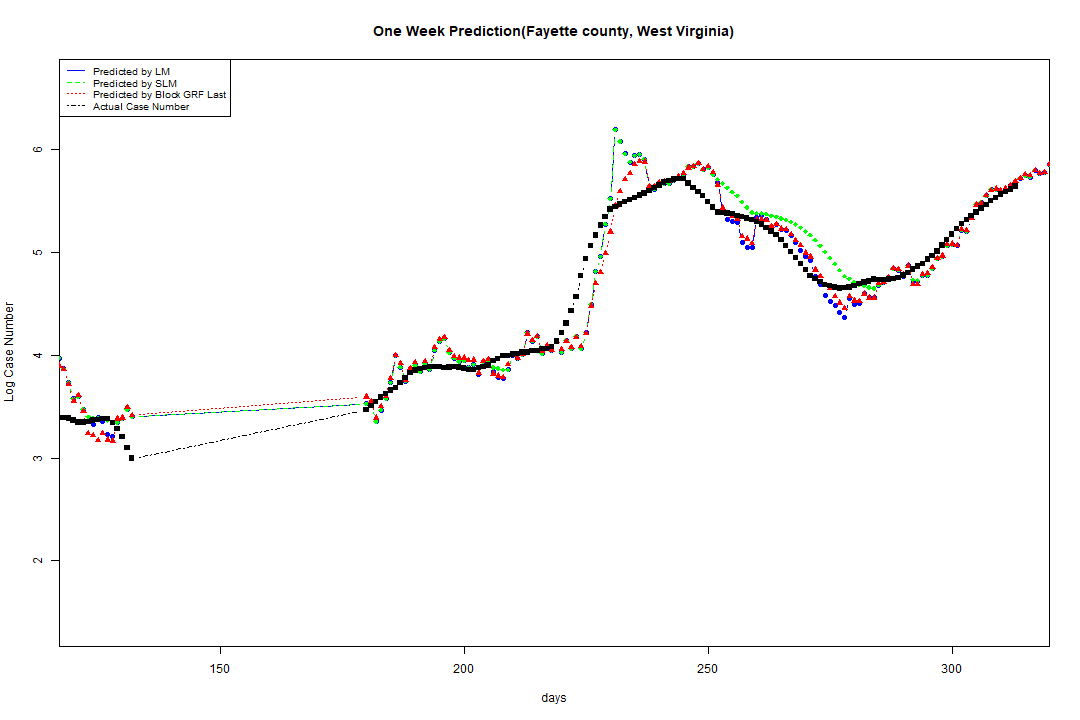 One Week Prediction(Fayette county, West Virginia)
Predicted by LM
Predicted by SLM
Predicted by Block GRF Last
Actual Case Number
6
5
4
3
2
Log Case Number
150
200
250
300
days